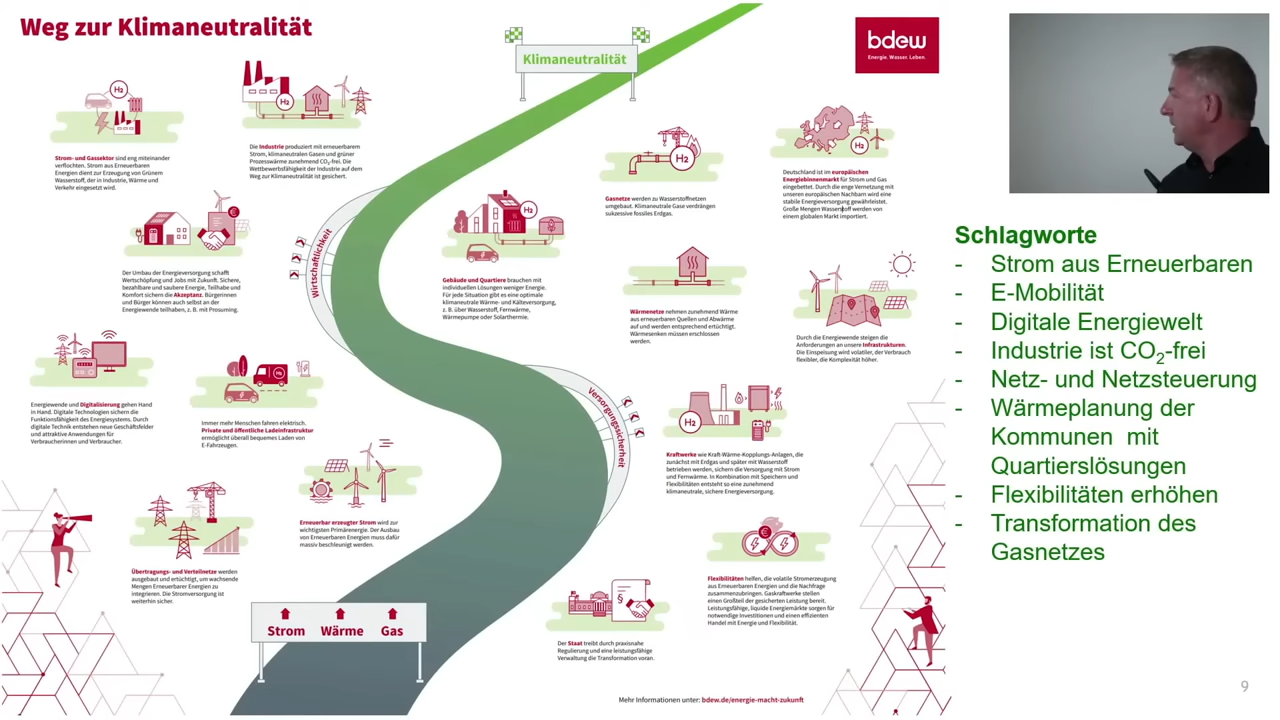 Weg zur Klimaneutralität
Klimaneutralität
bdew
Energie. Wasser. Leben.
H₂
Strom- und Gassektor sind eng miteinander
verflochten. Strom aus Erneuerbaren
Energien dient zur Erzeugung von Grünem
Wasserstoff, der in Industrie, Wärme und
Verkehr eingesetzt wird.
H₂
Die Industrie produziert mit erneuerbarem
Strom, klimaneutralen Gasen und grüner
Prozesswärme zunehmend CO₂-frei. Die
Wettbewerbsfähigkeit der Industrie auf dem
Weg zur Klimaneutralität ist gesichert.
H₂
Gasnetze werden zu Wasserstoffnetzen
umgebaut. Klimaneutrale Gase verdrängen
sukzessive fossiles Erdgas.
H₂
Deutschland ist im europäischen
Energiebinnenmarkt für Strom und Gas
eingebettet. Durch die enge Vernetzung mit
unseren europäischen Nachbarn wird eine
stabile Energieversorgung gewährleistet.
Große Mengen Wasserstoff werden von
einem globalen Markt importiert.
€
Der Umbau der Energieversorgung schafft
Wertschöpfung und Jobs mit Zukunft. Sichere,
bezahlbare und saubere Energie, Teilhabe und
Komfort sichern die Akzeptanz. Bürgerinnen
und Bürger können auch selbst an der
Energiewende teilhaben, z. B. mit Prosuming.
Wirtschaftlichkeit
H₂
Gebäude und Quartiere brauchen mit
individuellen Lösungen weniger Energie.
Für jede Situation gibt es eine optimale
klimaneutrale Wärme- und Kälteversorgung,
z. B. über Wasserstoff, Fernwärme,
Wärmepumpe oder Solarthermie.
Wärmenetze nehmen zunehmend Wärme
aus erneuerbaren Quellen und Abwärme
auf und werden entsprechend ertüchtigt.
Wärmesenken müssen erschlossen
werden.
Durch die Energiewende steigen die
Anforderungen an unsere Infrastrukturen.
Die Einspeisung wird volatiler, der Verbrauch
flexibler, die Komplexität höher.
Energiewende und Digitalisierung gehen Hand
in Hand. Digitale Technologien sichern die
Funktionsfähigkeit des Energiesystems. Durch
digitale Technik entstehen neue Geschäftsfelder
und attraktive Anwendungen für
Verbraucherinnen und Verbraucher.
Immer mehr Menschen fahren elektrisch.
Private und öffentliche Ladeinfrastruktur
ermöglicht überall bequemes Laden von
E-Fahrzeugen.
Versorgungssicherheit
H₂
Kraftwerke wie Kraft-Wärme-Kopplungs-Anlagen, die
zunächst mit Erdgas und später mit Wasserstoff
betrieben werden, sichern die Versorgung mit Strom
und Fernwärme. In Kombination mit Speichern und
Flexibilitäten entsteht so eine zunehmend
klimaneutrale, sichere Energieversorgung.
Erneuerbar erzeugter Strom wird zur
wichtigsten Primärenergie. Der Ausbau
von Erneuerbaren Energien muss dafür
massiv beschleunigt werden.
Übertragungs- und Verteilnetze werden
ausgebaut und ertüchtigt, um wachsende
Mengen Erneuerbarer Energien zu
integrieren. Die Stromversorgung ist
weiterhin sicher.
€
Flexibilitäten helfen, die volatile Stromerzeugung
aus Erneuerbaren Energien und die Nachfrage
zusammenzubringen. Gaskraftwerke stellen
einen Großteil der gesicherten Leistung bereit.
Leistungsfähige, liquide Energiemärkte sorgen für
notwendige Investitionen und einen effizienten
Handel mit Energie und Flexibilität.
§
Der Staat treibt durch praxisnahe
Regulierung und eine leistungsfähige
Verwaltung die Transformation voran.
Strom Wärme Gas
Mehr Informationen unter: bdew.de/energie-macht-zukunft
Schlagworte
- Strom aus Erneuerbaren
- E-Mobilität
- Digitale Energiewelt
- Industrie ist CO₂-frei
- Netz- und Netzsteuerung
- Wärmeplanung der
Kommunen mit
Quartierslösungen
- Flexibilitäten erhöhen
- Transformation des
Gasnetzes
9